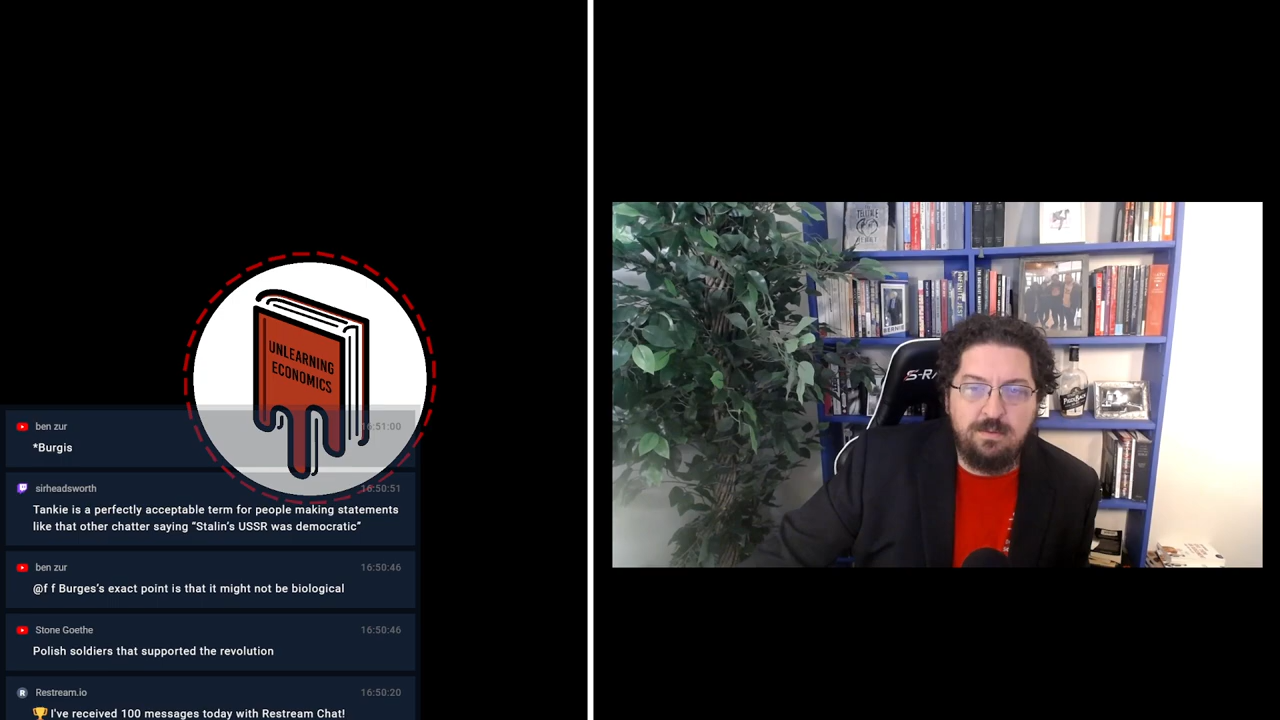 UNLEARNING
ECONOMICS
ben zur
16:51:00
*Burgis
sirheadsworth
16:50:51
Tankie is a perfectly acceptable term for people making statements
like that other chatter saying “Stalin’s USSR was democratic”
ben zur
16:50:46
@f f Burges’s exact point is that it might not be biological
Stone Goethe
16:50:46
Polish soldiers that supported the revolution
Restream.io
16:50:20
🏆 I've received 100 messages today with Restream Chat!
BERNIE
INFINITE JEST
S-RA